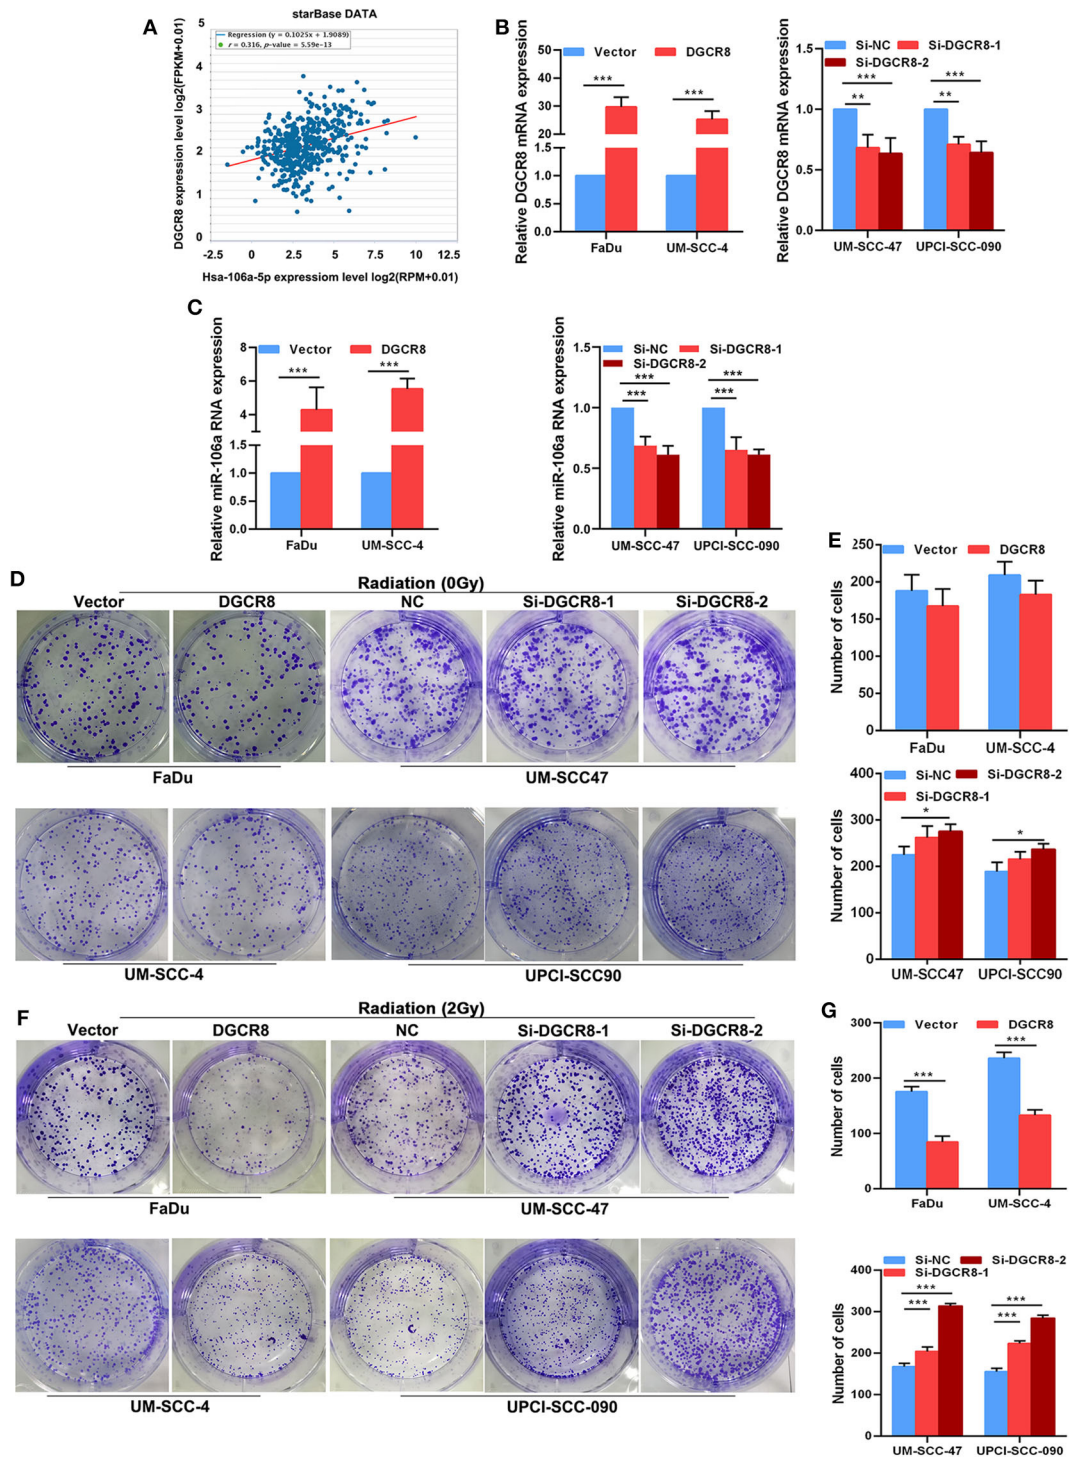 A
starBase DATA
Regression (y = 0.1025x + 1.9089)
r = 0.316, p-value = 5.59e-13
DGCR8 expression level log2(FPKM+0.01)
5
4
3
2
1
0
-2.5 0 2.5 5 7.5 10 12.5
Hsa-106a-5p expressiom level log2(RPM+0.01)
B
Vector DGCR8
Relative DGCR8 mRNA expression
50
40
30
20
1.5
1.0
0.5
0.0
*** ***
FaDu UM-SCC-4
Si-NC Si-DGCR8-1
Si-DGCR8-2
Relative DGCR8 mRNA expression
1.5
1.0
0.5
0.0
*** ***
** **
UM-SCC-47 UPCI-SCC-090
C
Vector DGCR8
Relative miR-106a RNA expression
8
6
4
1.5
1.0
0.5
0.0
*** ***
FaDu UM-SCC-4
Si-NC Si-DGCR8-1
Si-DGCR8-2
Relative miR-106a RNA expression
1.5
1.0
0.5
0.0
*** ***
*** ***
UM-SCC-47 UPCI-SCC-090
D
Radiation (0Gy)
Vector DGCR8 NC Si-DGCR8-1 Si-DGCR8-2
FaDu UM-SCC47
UM-SCC-4 UPCI-SCC90
E
Vector DGCR8
Number of cells
250
200
150
100
50
0
FaDu UM-SCC-4
Si-NC Si-DGCR8-2
Si-DGCR8-1
Number of cells
400
300
200
100
0
* *
UM-SCC47 UPCI-SCC90
F
Radiation (2Gy)
Vector DGCR8 NC Si-DGCR8-1 Si-DGCR8-2
FaDu UM-SCC-47
UM-SCC-4 UPCI-SCC-090
G
Vector DGCR8
Number of cells
300
200
100
0
*** ***
FaDu UM-SCC-4
Si-NC Si-DGCR8-2
Si-DGCR8-1
Number of cells
400
300
200
100
0
*** ***
*** ***
UM-SCC-47 UPCI-SCC-090